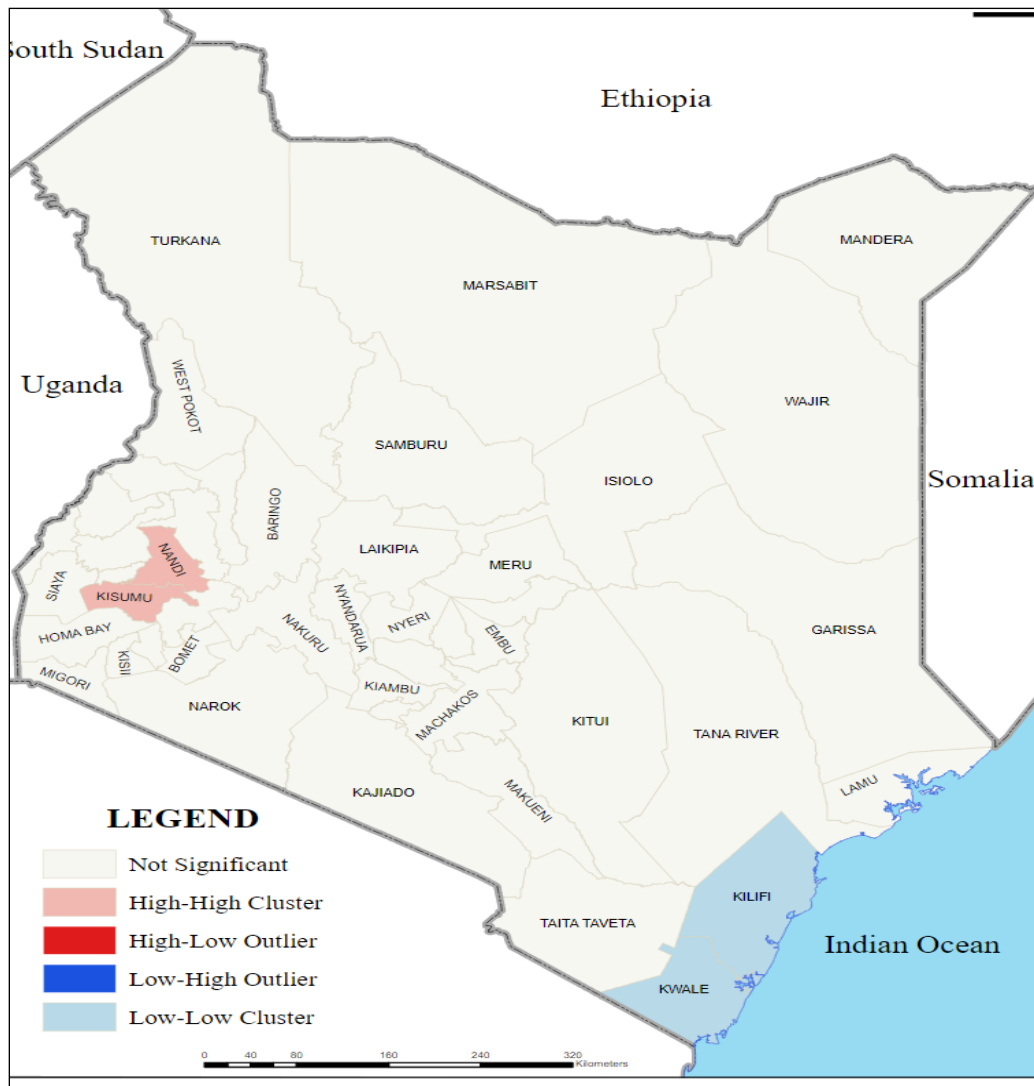 South Sudan
Ethiopia
TURKANA
MANDERA
MARSABIT
Uganda
WEST POKOT
WAJIR
SAMBURU
ISIOLO
Somalia
BARINGO
LAIKIPIA
MERU
NANDI
SIAYA
KISUMU
NYANDARUA
NYERI
HOMA BAY
NAKURU
EMBU
GARISSA
BOMET
KISII
MIGORI
KIAMBU
NAROK
MACHAKOS
KITUI
TANA RIVER
KAJIADO
MAKUENI
LAMU
LEGEND
Not Significant
High-High Cluster
High-Low Outlier
Low-High Outlier
Low-Low Cluster
KILIFI
TAITA TAVETA
Indian Ocean
KWALE
0 40 80 160 240 320
Kilometers